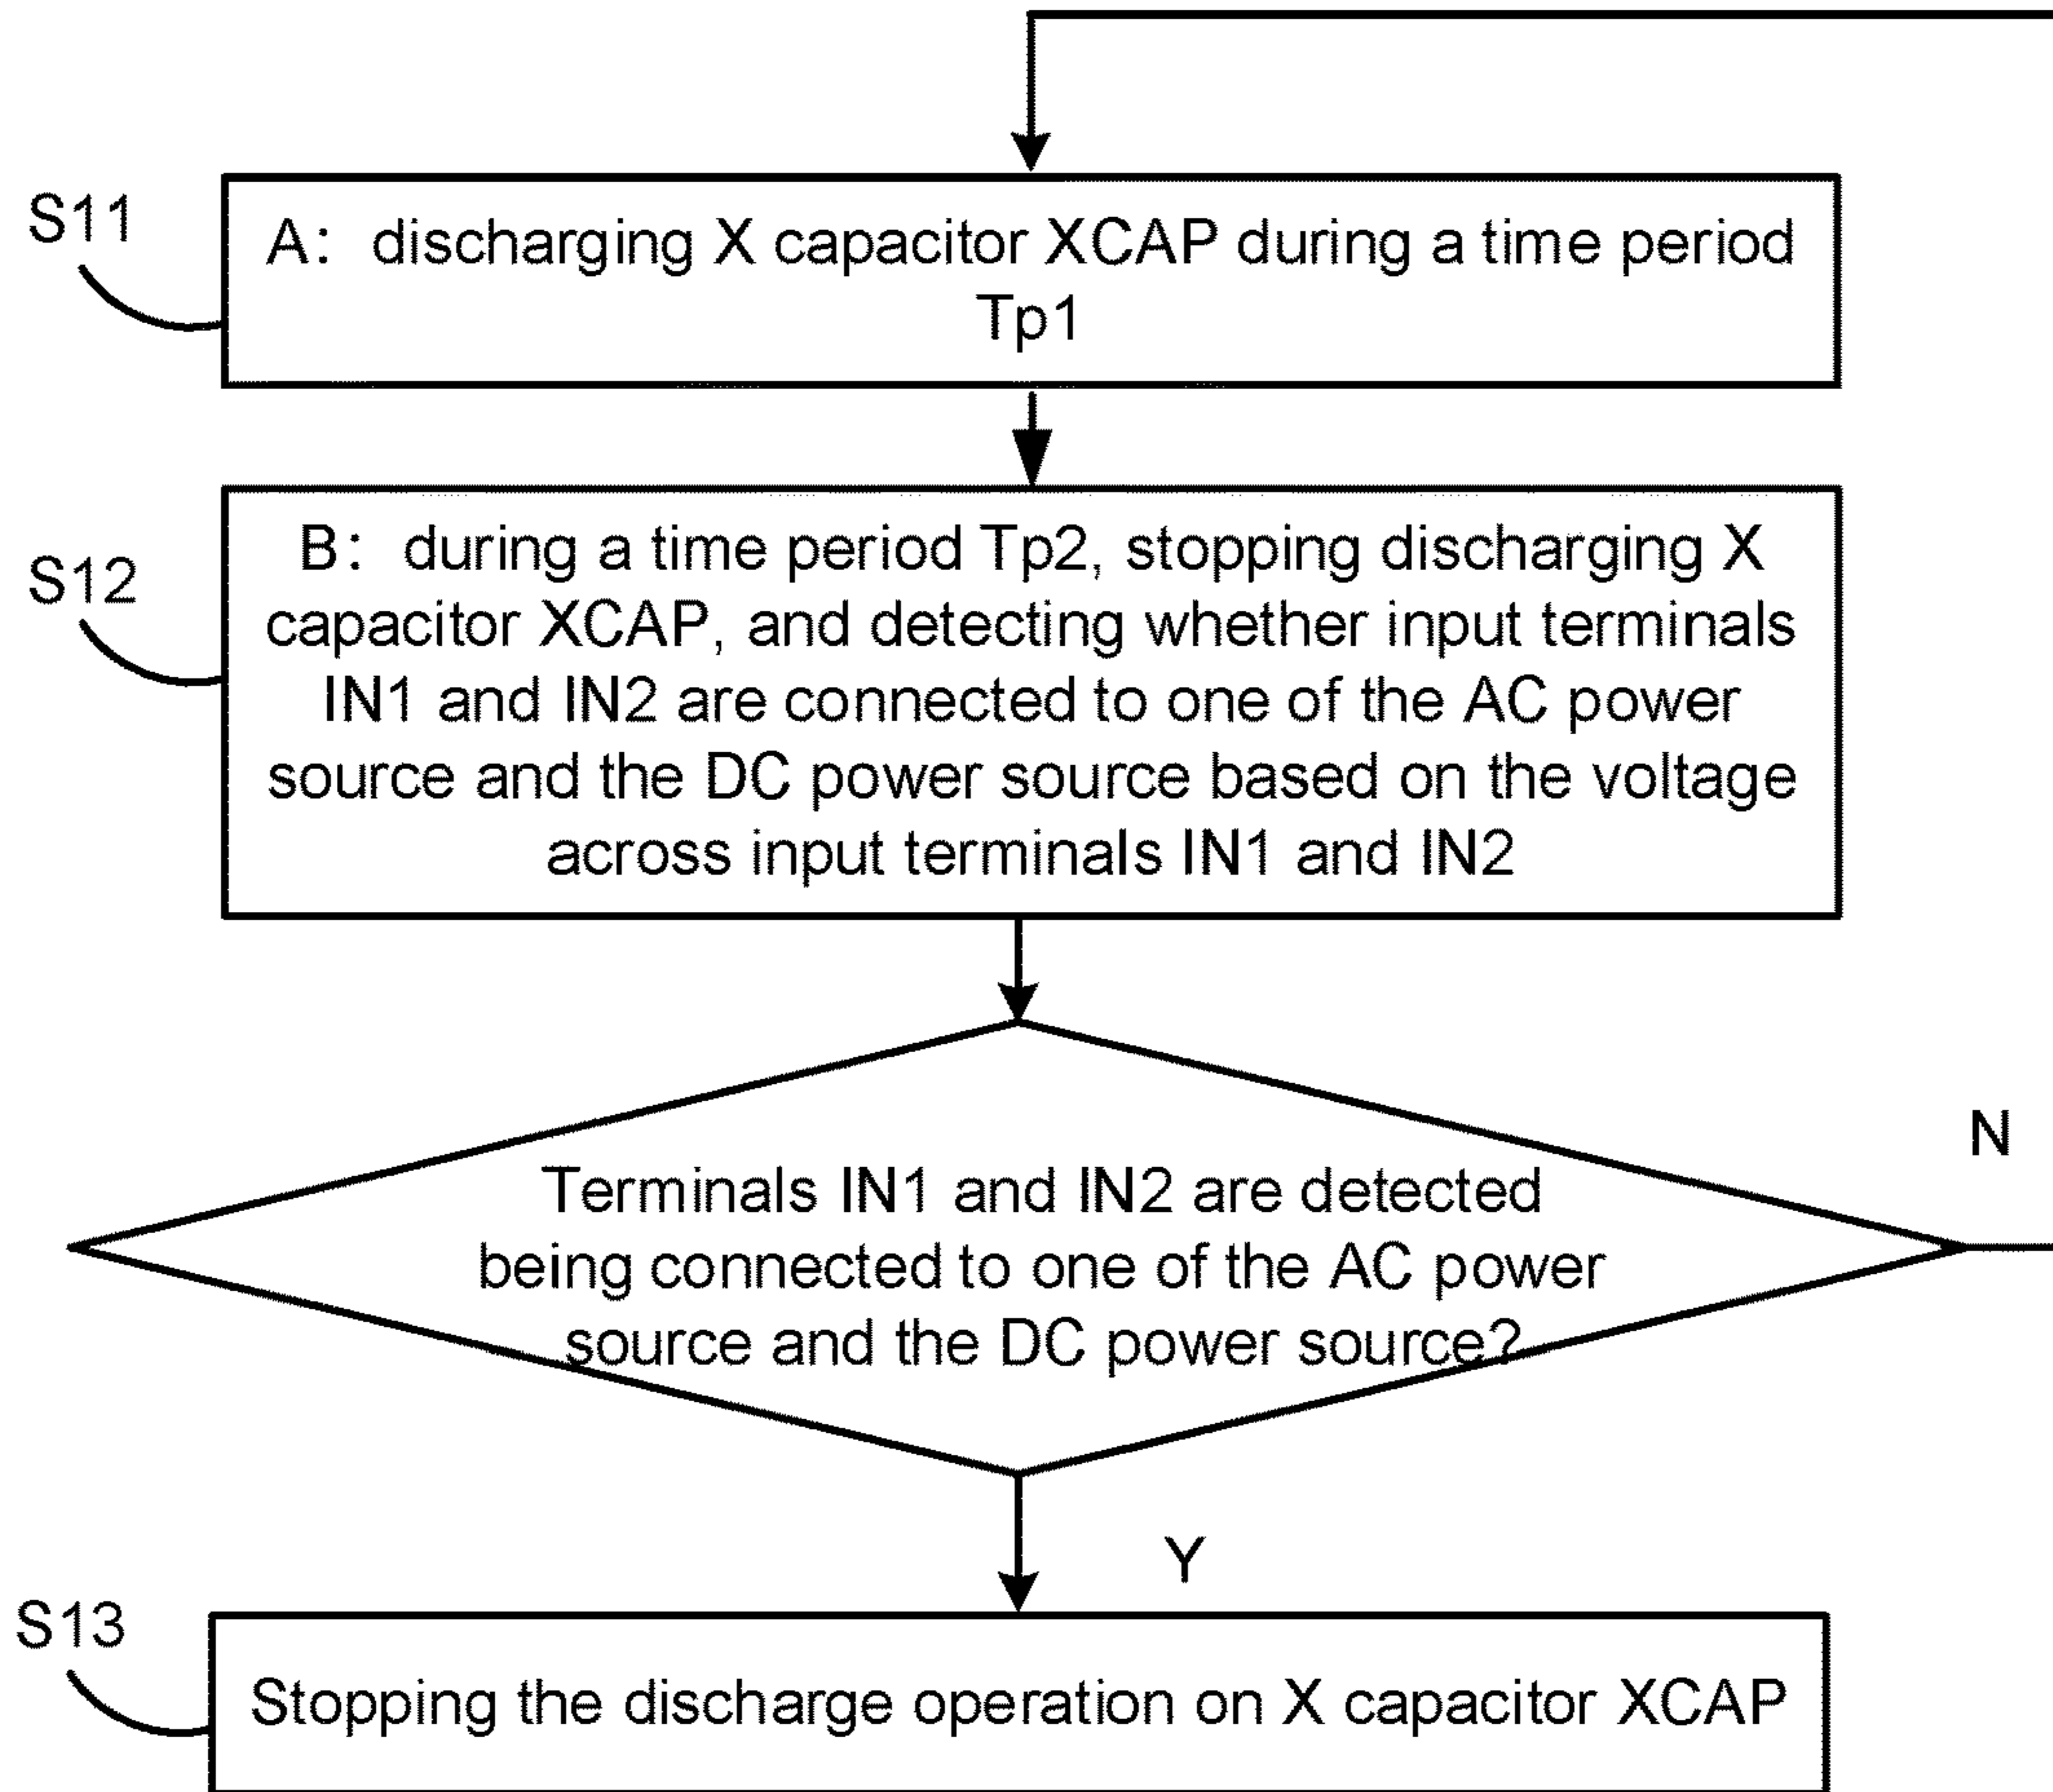 S11
A: discharging X capacitor XCAP during a time period
Tp1
S12
B: during a time period Tp2, stopping discharging X
capacitor XCAP, and detecting whether input terminals
IN1 and IN2 are connected to one of the AC power
source and the DC power source based on the voltage
across input terminals IN1 and IN2
N
Terminals IN1 and IN2 are detected
being connected to one of the AC power
source and the DC power source?
Y
S13
Stopping the discharge operation on X capacitor XCAP